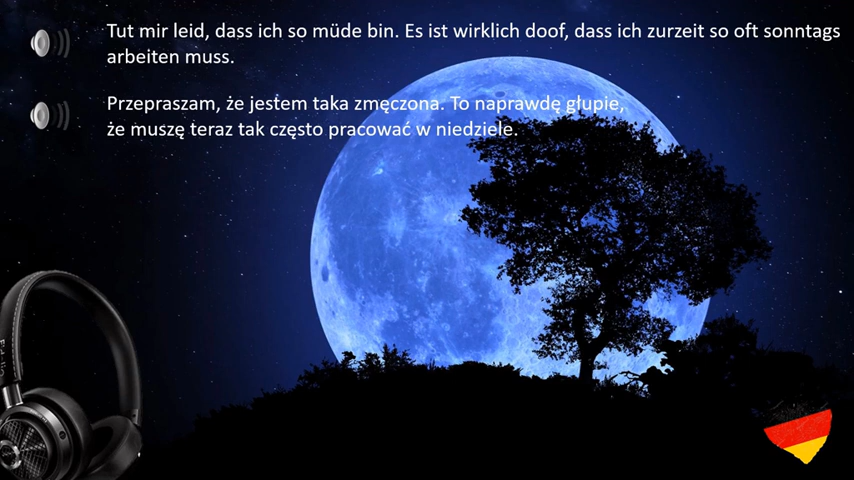 Tut mir leid, dass ich so müde bin. Es ist wirklich doof, dass ich zurzeit so oft sonntags
arbeiten muss.
Przepraszam, że jestem taka zmęczona. To naprawdę głupie,
że muszę teraz tak często pracować w niedziele.